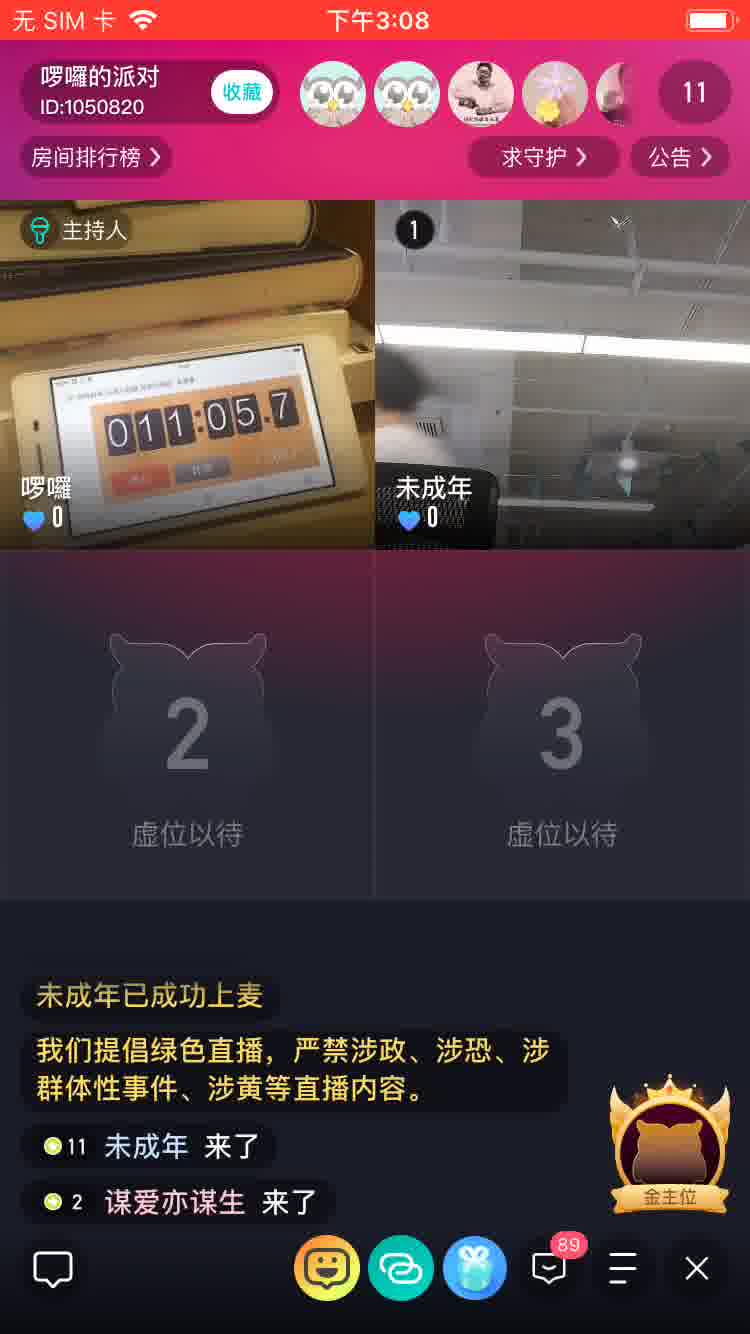 无 SIM 卡
下午3:08
啰囉的派对
ID:1050820
收藏
11
房间排行榜
求守护
公告
主持人
1
011:05.7
啰囉
0
未成年
0
2
3
虚位以待
虚位以待
未成年已成功上麦
我们提倡绿色直播，严禁涉政、涉恐、涉
群体性事件、涉黄等直播内容。
11 未成年 来了
2 谋爱亦谋生 来了
金主位
89